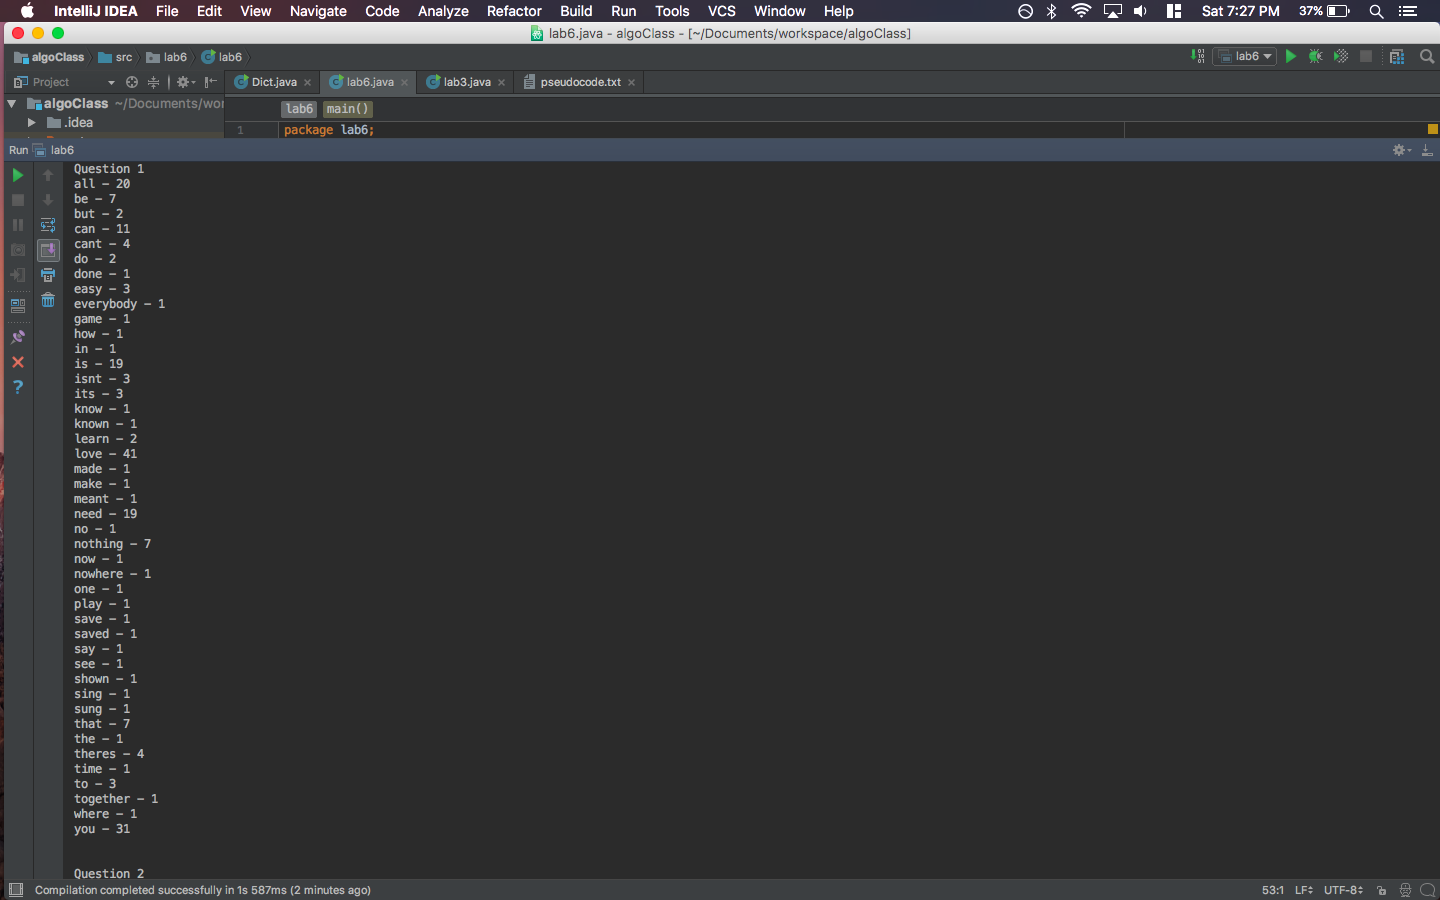 IntelliJ IDEA File Edit View Navigate Code Analyze Refactor Build Run Tools VCS Window Help Sat 7:27 PM 37%
lab6.java - algoClass - [~/Documents/workspace/algoClass]
algoClass src lab6 lab6 lab6
Project Dict.java lab6.java lab3.java pseudocode.txt
algoClass ~/Documents/wor
lab6 main()
.idea
1 package lab6;
Run lab6
Question 1
all – 20
be – 7
but – 2
can – 11
cant – 4
do – 2
done – 1
easy – 3
everybody – 1
game – 1
how – 1
in – 1
is – 19
isnt – 3
its – 3
know – 1
known – 1
learn – 2
love – 41
made – 1
make – 1
meant – 1
need – 19
no – 1
nothing – 7
now – 1
nowhere – 1
one – 1
play – 1
save – 1
saved – 1
say – 1
see – 1
shown – 1
sing – 1
sung – 1
that – 7
the – 1
theres – 4
time – 1
to – 3
together – 1
where – 1
you – 31
Question 2
Compilation completed successfully in 1s 587ms (2 minutes ago) 53:1 LF UTF-8